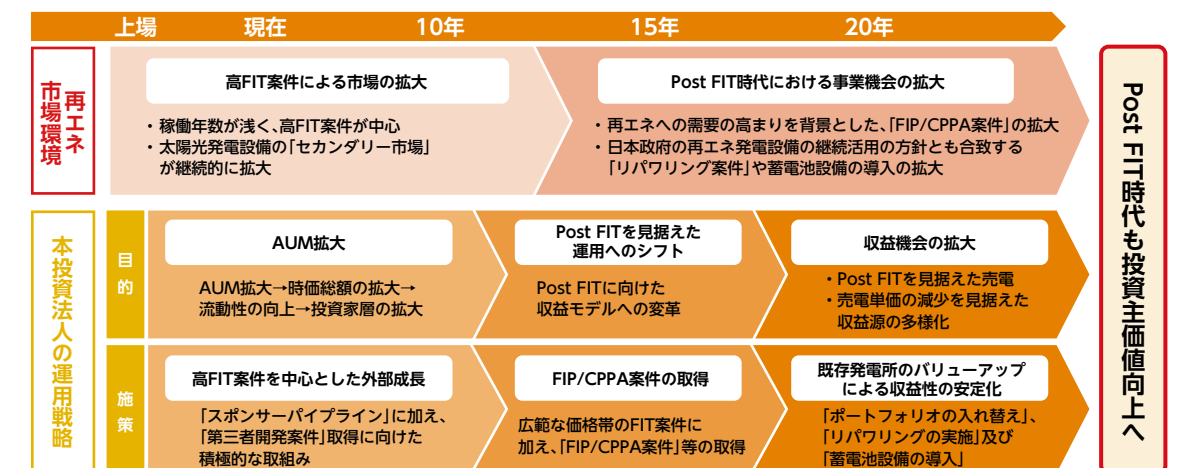 上場 現在 10年 15年 20年
再エネ
市場環境
高FIT案件による市場の拡大
・稼働年数が浅く、高FIT案件が中心
・太陽光発電設備の「セカンダリー市場」
が継続的に拡大
Post FIT時代における事業機会の拡大
・再エネへの需要の高まりを背景とした、「FIP/CPPA案件」の拡大
・日本政府の再エネ発電設備の継続活用の方針とも合致する
「リパワリング案件」や蓄電池設備の導入の拡大
本投資法人の運用戦略
目的
AUM拡大
AUM拡大→時価総額の拡大→
流動性の向上→投資家層の拡大
Post FITを見据えた
運用へのシフト
Post FITに向けた
収益モデルへの変革
収益機会の拡大
・Post FITを見据えた売電
・売電単価の減少を見据えた
収益源の多様化
施策
高FIT案件を中心とした外部成長
「スポンサーパイプライン」に加え、
「第三者開発案件」取得に向けた
積極的な取組み
FIP/CPPA案件の取得
広範な価格帯のFIT案件に
加え、「FIP/CPPA案件」等の取得
既存発電所のバリューアップ
による収益性の安定化
「ポートフォリオの入れ替え」、
「リパワリングの実施」及び
「蓄電池設備の導入」
Post FIT時代も投資主価値向上へ